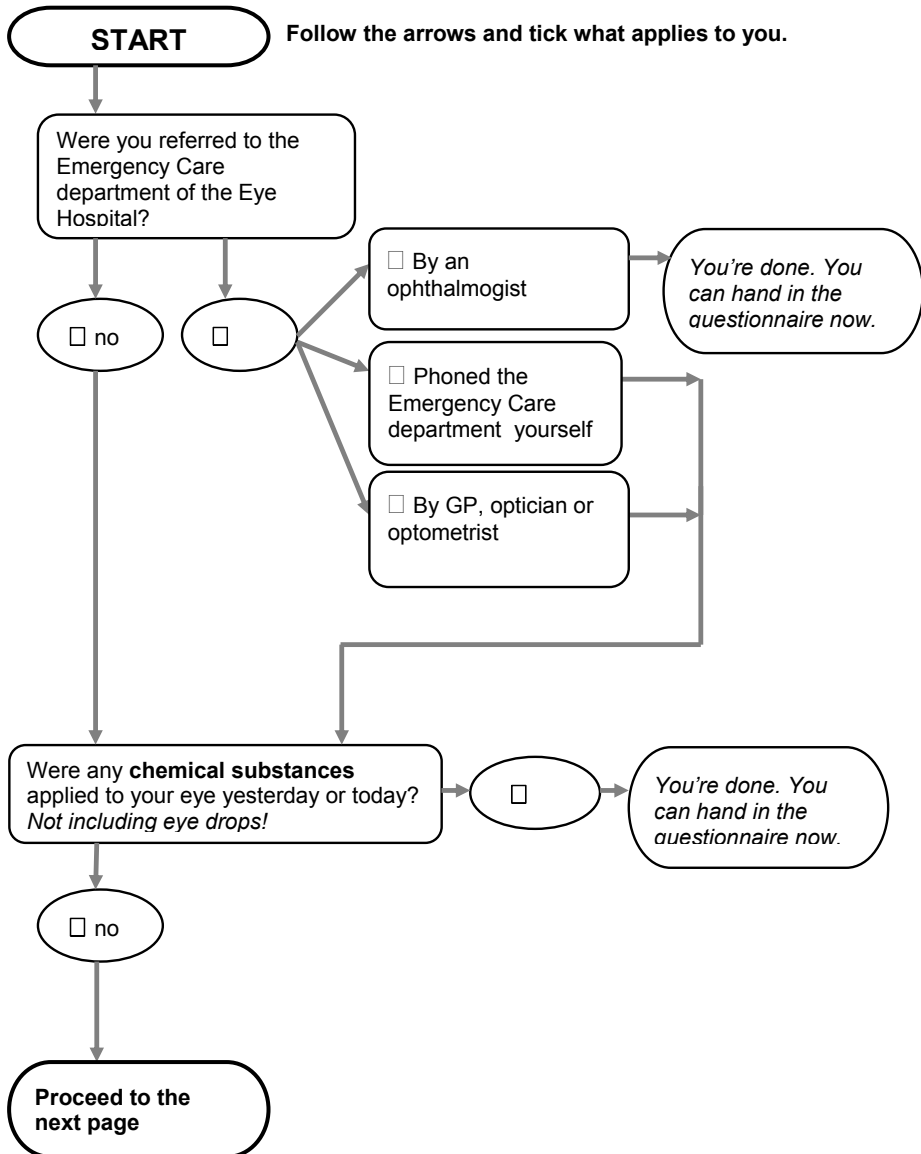 START
Follow the arrows and tick what applies to you.
Were you referred to the
Emergency Care
department of the Eye
Hospital?
☐ By an
ophthalmogist
You're done. You
can hand in the
questionnaire now.
☐ no
☐
☐ Phoned the
Emergency Care
department yourself
☐ By GP, optician or
optometrist
Were any chemical substances
applied to your eye yesterday or today?
Not including eye drops!
☐
You're done. You
can hand in the
questionnaire now.
☐ no
Proceed to the
next page